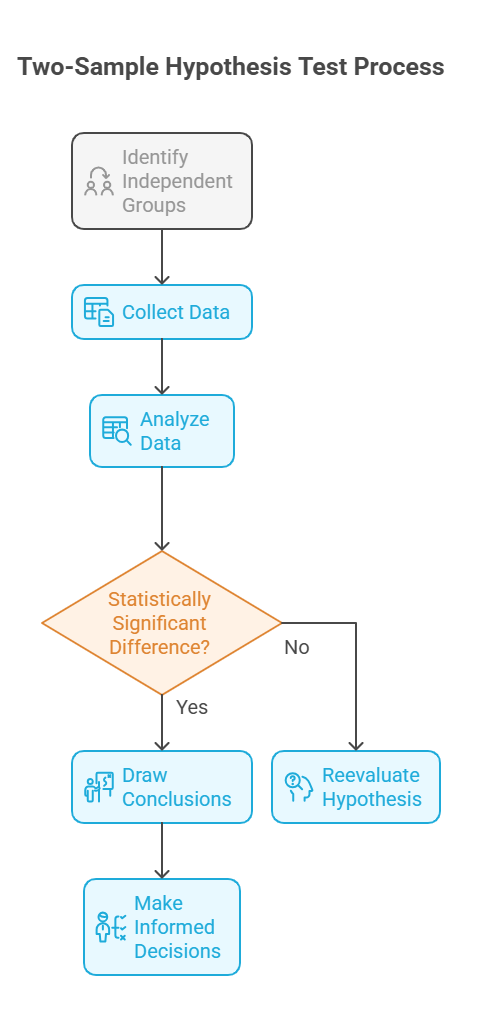 Two-Sample Hypothesis Test Process
Identify
Independent
Groups
Collect Data
Analyze
Data
Statistically
Significant
Difference?
No
Yes
Draw
Conclusions
Reevaluate
Hypothesis
Make
Informed
Decisions